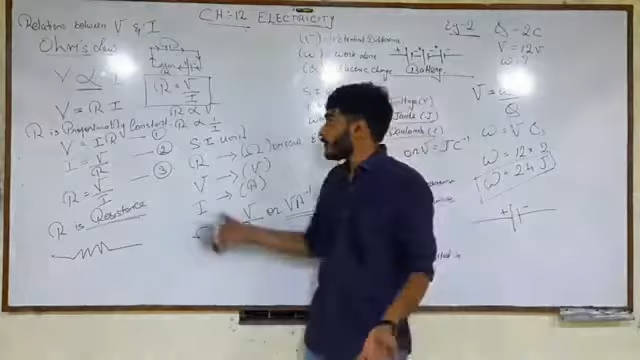 CH-12 ELECTRICITY
Relations between V & I
Ohm's Law
V ∝ I
V = R I
R = V/I
R ∝ V
R is Proportionality Constant. R ∝ 1/I
V = IR — 1
I = V/R — 2
R = V/I — 3
R is Resistance
S I unit
R → (Ω)
V → (V)
I → (A)
V or VA⁻¹
(V) Potential Difference
(W) Work done
Electric Charge
Battery
S I
(V)
Joule (J)
Coulomb (C)
or V = JC⁻¹
Eg-2
Q = 2C
V = 12V
W = ?
V = W/Q
W = V Q
W = 12 × 2
W = 24 J
+ −